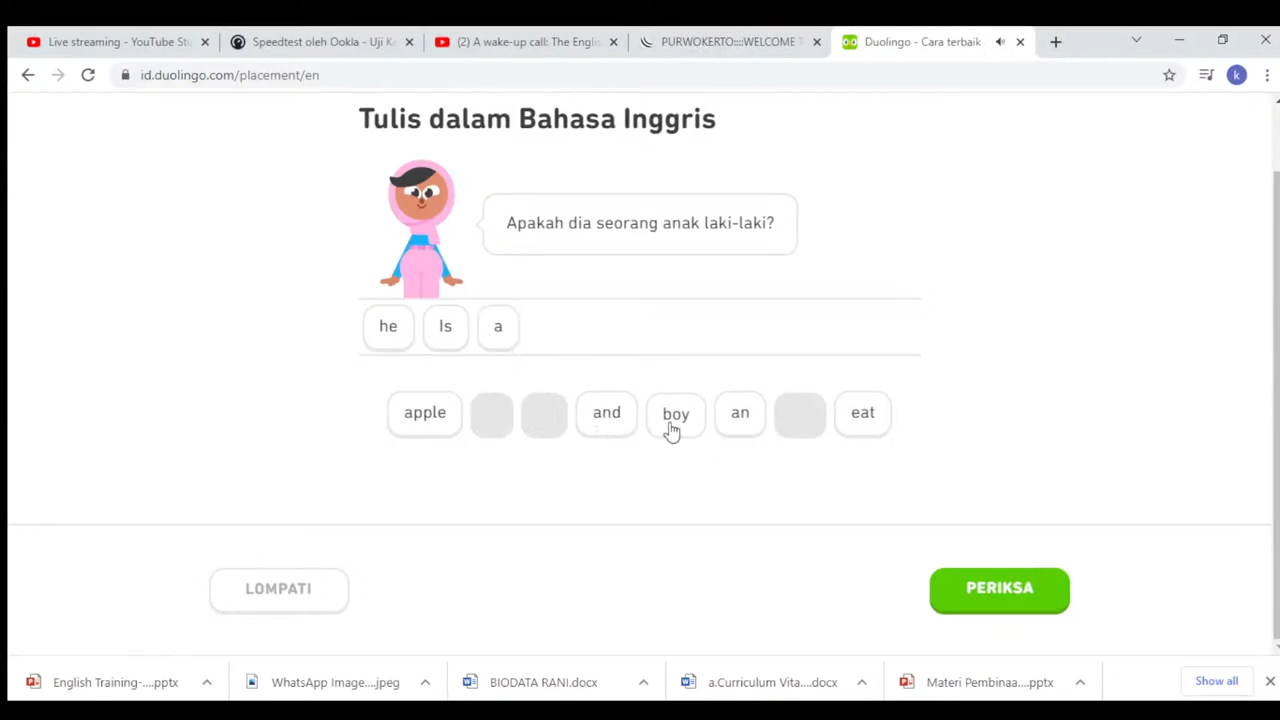 Live streaming - YouTube Stu
Speedtest oleh Ookla - Uji Ke
(2) A wake-up call: The Englis
PURWOKERTO::::WELCOME T
Duolingo - Cara terbaik
id.duolingo.com/placement/en
k
Tulis dalam Bahasa Inggris
Apakah dia seorang anak laki-laki?
he Is a
apple and boy an eat
LOMPATI
PERIKSA
English Training-....pptx
WhatsApp Image....jpeg
BIODATA RANI.docx
a.Curriculum Vita....docx
Materi Pembinaa....pptx
Show all